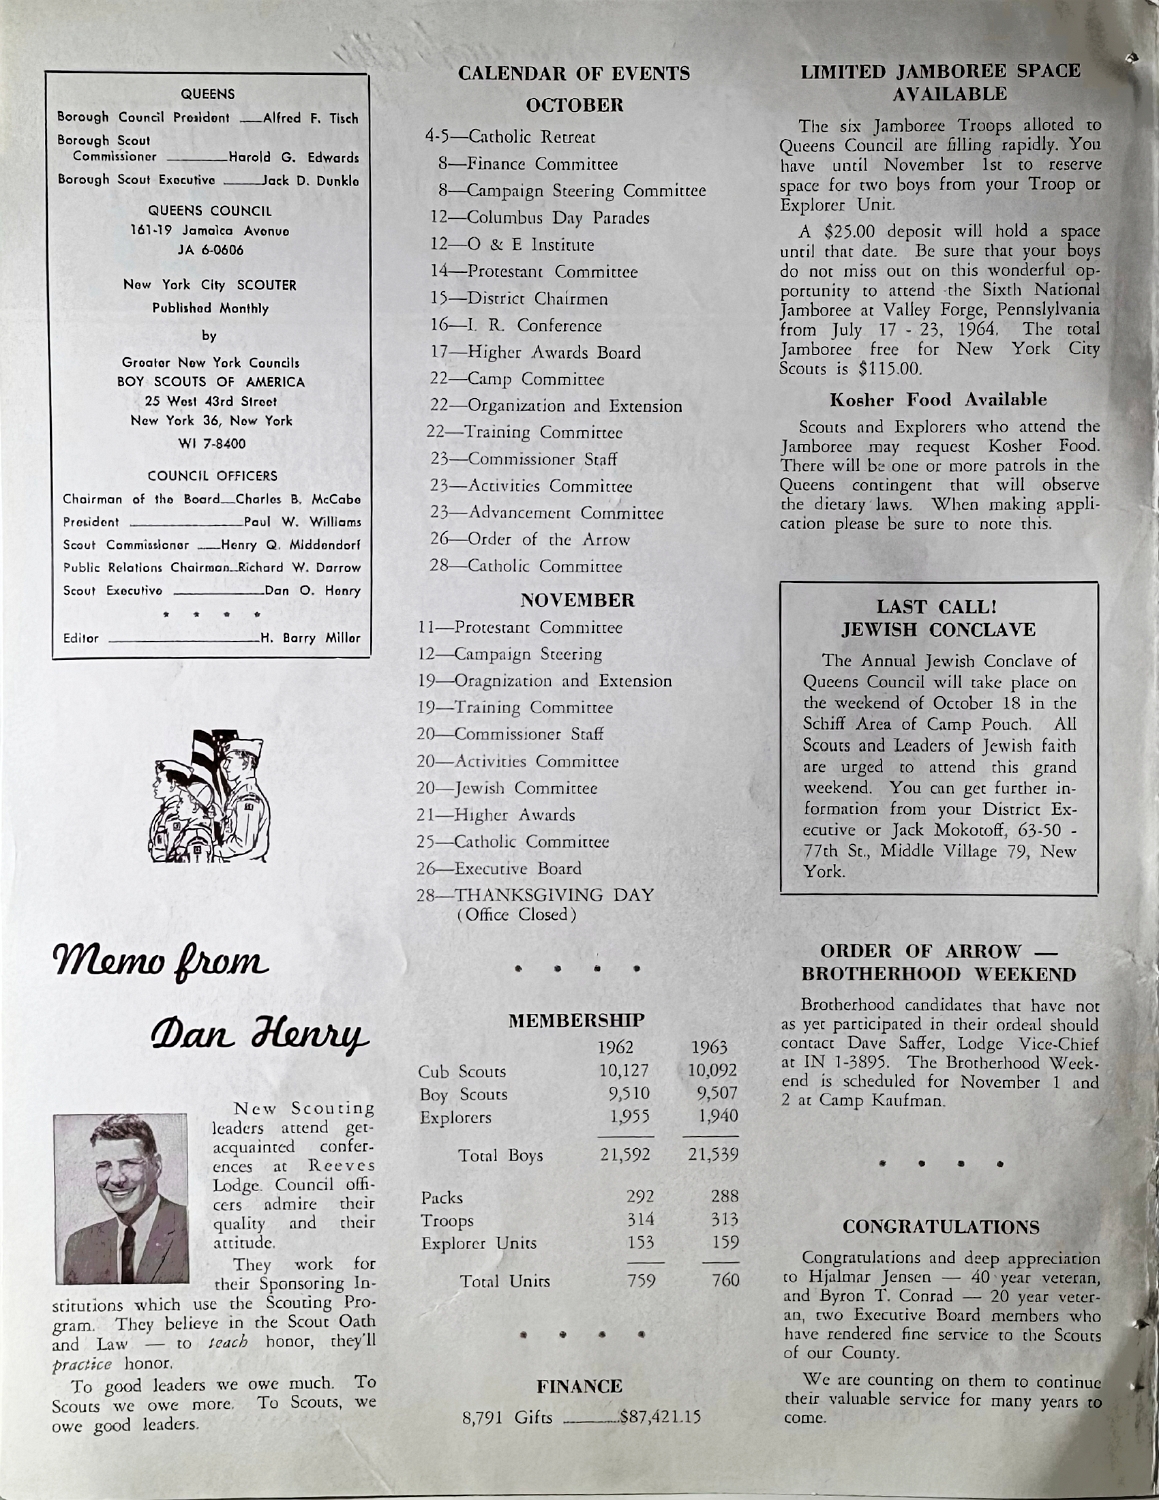 QUEENS
Borough Council President Alfred F. Tisch
Borough Scout
Commissioner Harold G. Edwards
Borough Scout Executive Jack D. Dunkle
QUEENS COUNCIL
161-19 Jamaica Avenue
JA 6-0606
New York City SCOUTER
Published Monthly
by
Greater New York Councils
BOY SCOUTS OF AMERICA
25 West 43rd Street
New York 36, New York
WI 7-8400
COUNCIL OFFICERS
Chairman of the Board Charles B. McCabe
President Paul W. Williams
Scout Commissioner Henry Q. Middendorf
Public Relations Chairman Richard W. Darrow
Scout Executive Dan O. Henry
* * * *
Editor H. Barry Miller
Memo from
Dan Henry
New Scouting
leaders attend get-
acquainted confer-
ences at Reeves
Lodge. Council offi-
cers admire their
quality and their
attitude.
They work for
their Sponsoring In-
stitutions which use the Scouting Pro-
gram. They believe in the Scout Oath
and Law — to teach honor, they'll
practice honor.
To good leaders we owe much. To
Scouts we owe more. To Scouts, we
owe good leaders.
CALENDAR OF EVENTS
OCTOBER
4-5—Catholic Retreat
8—Finance Committee
8—Campaign Steering Committee
12—Columbus Day Parades
12—O & E Institute
14—Protestant Committee
15—District Chairmen
16—I. R. Conference
17—Higher Awards Board
22—Camp Committee
22—Organization and Extension
22—Training Committee
23—Commissioner Staff
23—Activities Committee
23—Advancement Committee
26—Order of the Arrow
28—Catholic Committee
NOVEMBER
11—Protestant Committee
12—Campaign Steering
19—Oragnization and Extension
19—Training Committee
20—Commissioner Staff
20—Activities Committee
20—Jewish Committee
21—Higher Awards
25—Catholic Committee
26—Executive Board
28—THANKSGIVING DAY
(Office Closed)
* * * *
MEMBERSHIP
1962 1963
Cub Scouts 10,127 10,092
Boy Scouts 9,510 9,507
Explorers 1,955 1,940
Total Boys 21,592 21,539
Packs 292 288
Troops 314 313
Explorer Units 153 159
Total Units 759 760
* * * *
FINANCE
8,791 Gifts $87,421.15
LIMITED JAMBOREE SPACE
AVAILABLE
The six Jamboree Troops alloted to
Queens Council are filling rapidly. You
have until November 1st to reserve
space for two boys from your Troop or
Explorer Unit.
A $25.00 deposit will hold a space
until that date. Be sure that your boys
do not miss out on this wonderful op-
portunity to attend the Sixth National
Jamboree at Valley Forge, Pennslylvania
from July 17 - 23, 1964. The total
Jamboree free for New York City
Scouts is $115.00.
Kosher Food Available
Scouts and Explorers who attend the
Jamboree may request Kosher Food.
There will be one or more patrols in the
Queens contingent that will observe
the dietary laws. When making appli-
cation please be sure to note this.
LAST CALL!
JEWISH CONCLAVE
The Annual Jewish Conclave of
Queens Council will take place on
the weekend of October 18 in the
Schiff Area of Camp Pouch. All
Scouts and Leaders of Jewish faith
are urged to attend this grand
weekend. You can get further in-
formation from your District Ex-
ecutive or Jack Mokotoff, 63-50 -
77th St., Middle Village 79, New
York.
ORDER OF ARROW —
BROTHERHOOD WEEKEND
Brotherhood candidates that have not
as yet participated in their ordeal should
contact Dave Saffer, Lodge Vice-Chief
at IN 1-3895. The Brotherhood Week-
end is scheduled for November 1 and
2 at Camp Kaufman.
* * * *
CONGRATULATIONS
Congratulations and deep appreciation
to Hjalmar Jensen — 40 year veteran,
and Byron T. Conrad — 20 year veter-
an, two Executive Board members who
have rendered fine service to the Scouts
of our County.
We are counting on them to continue
their valuable service for many years to
come.